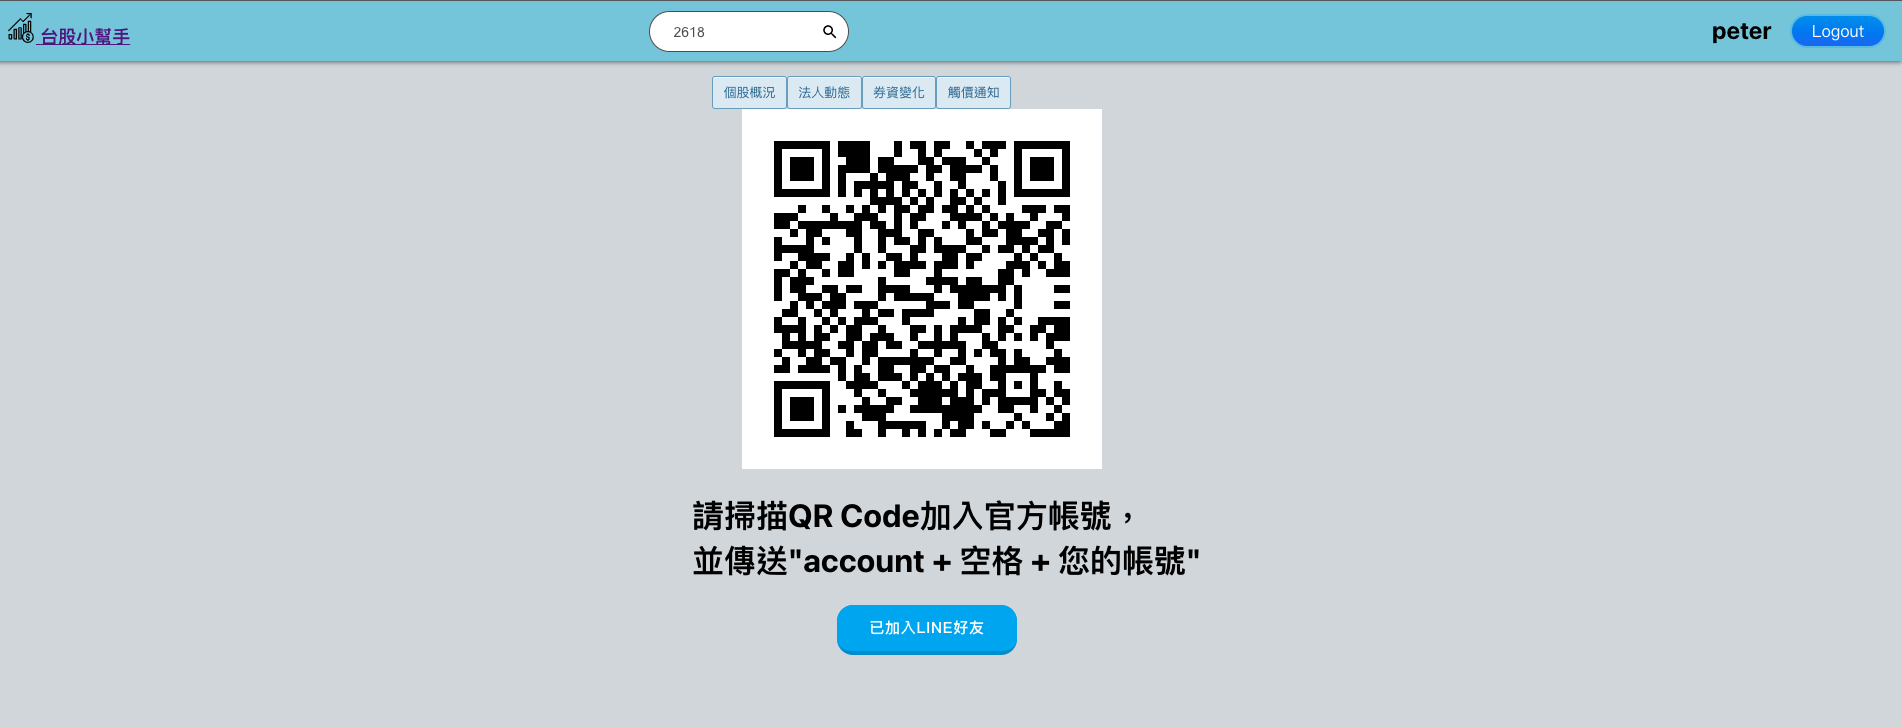 台股小幫手
2618
peter
Logout
個股概況 法人動態 券資變化 觸價通知
請掃描QR Code加入官方帳號，
並傳送"account + 空格 + 您的帳號"
已加入LINE好友